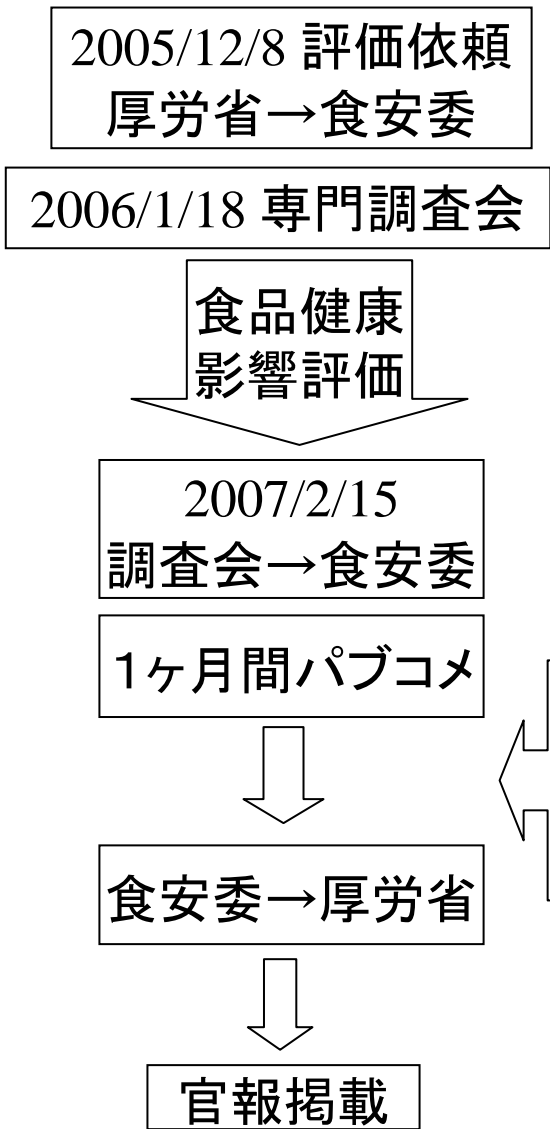 2005/12/8 評価依頼
厚労省→食安委
2006/1/18 専門調査会
食品健康
影響評価
2007/2/15
調査会→食安委
1ヶ月間パブコメ
食安委→厚労省
官報掲載